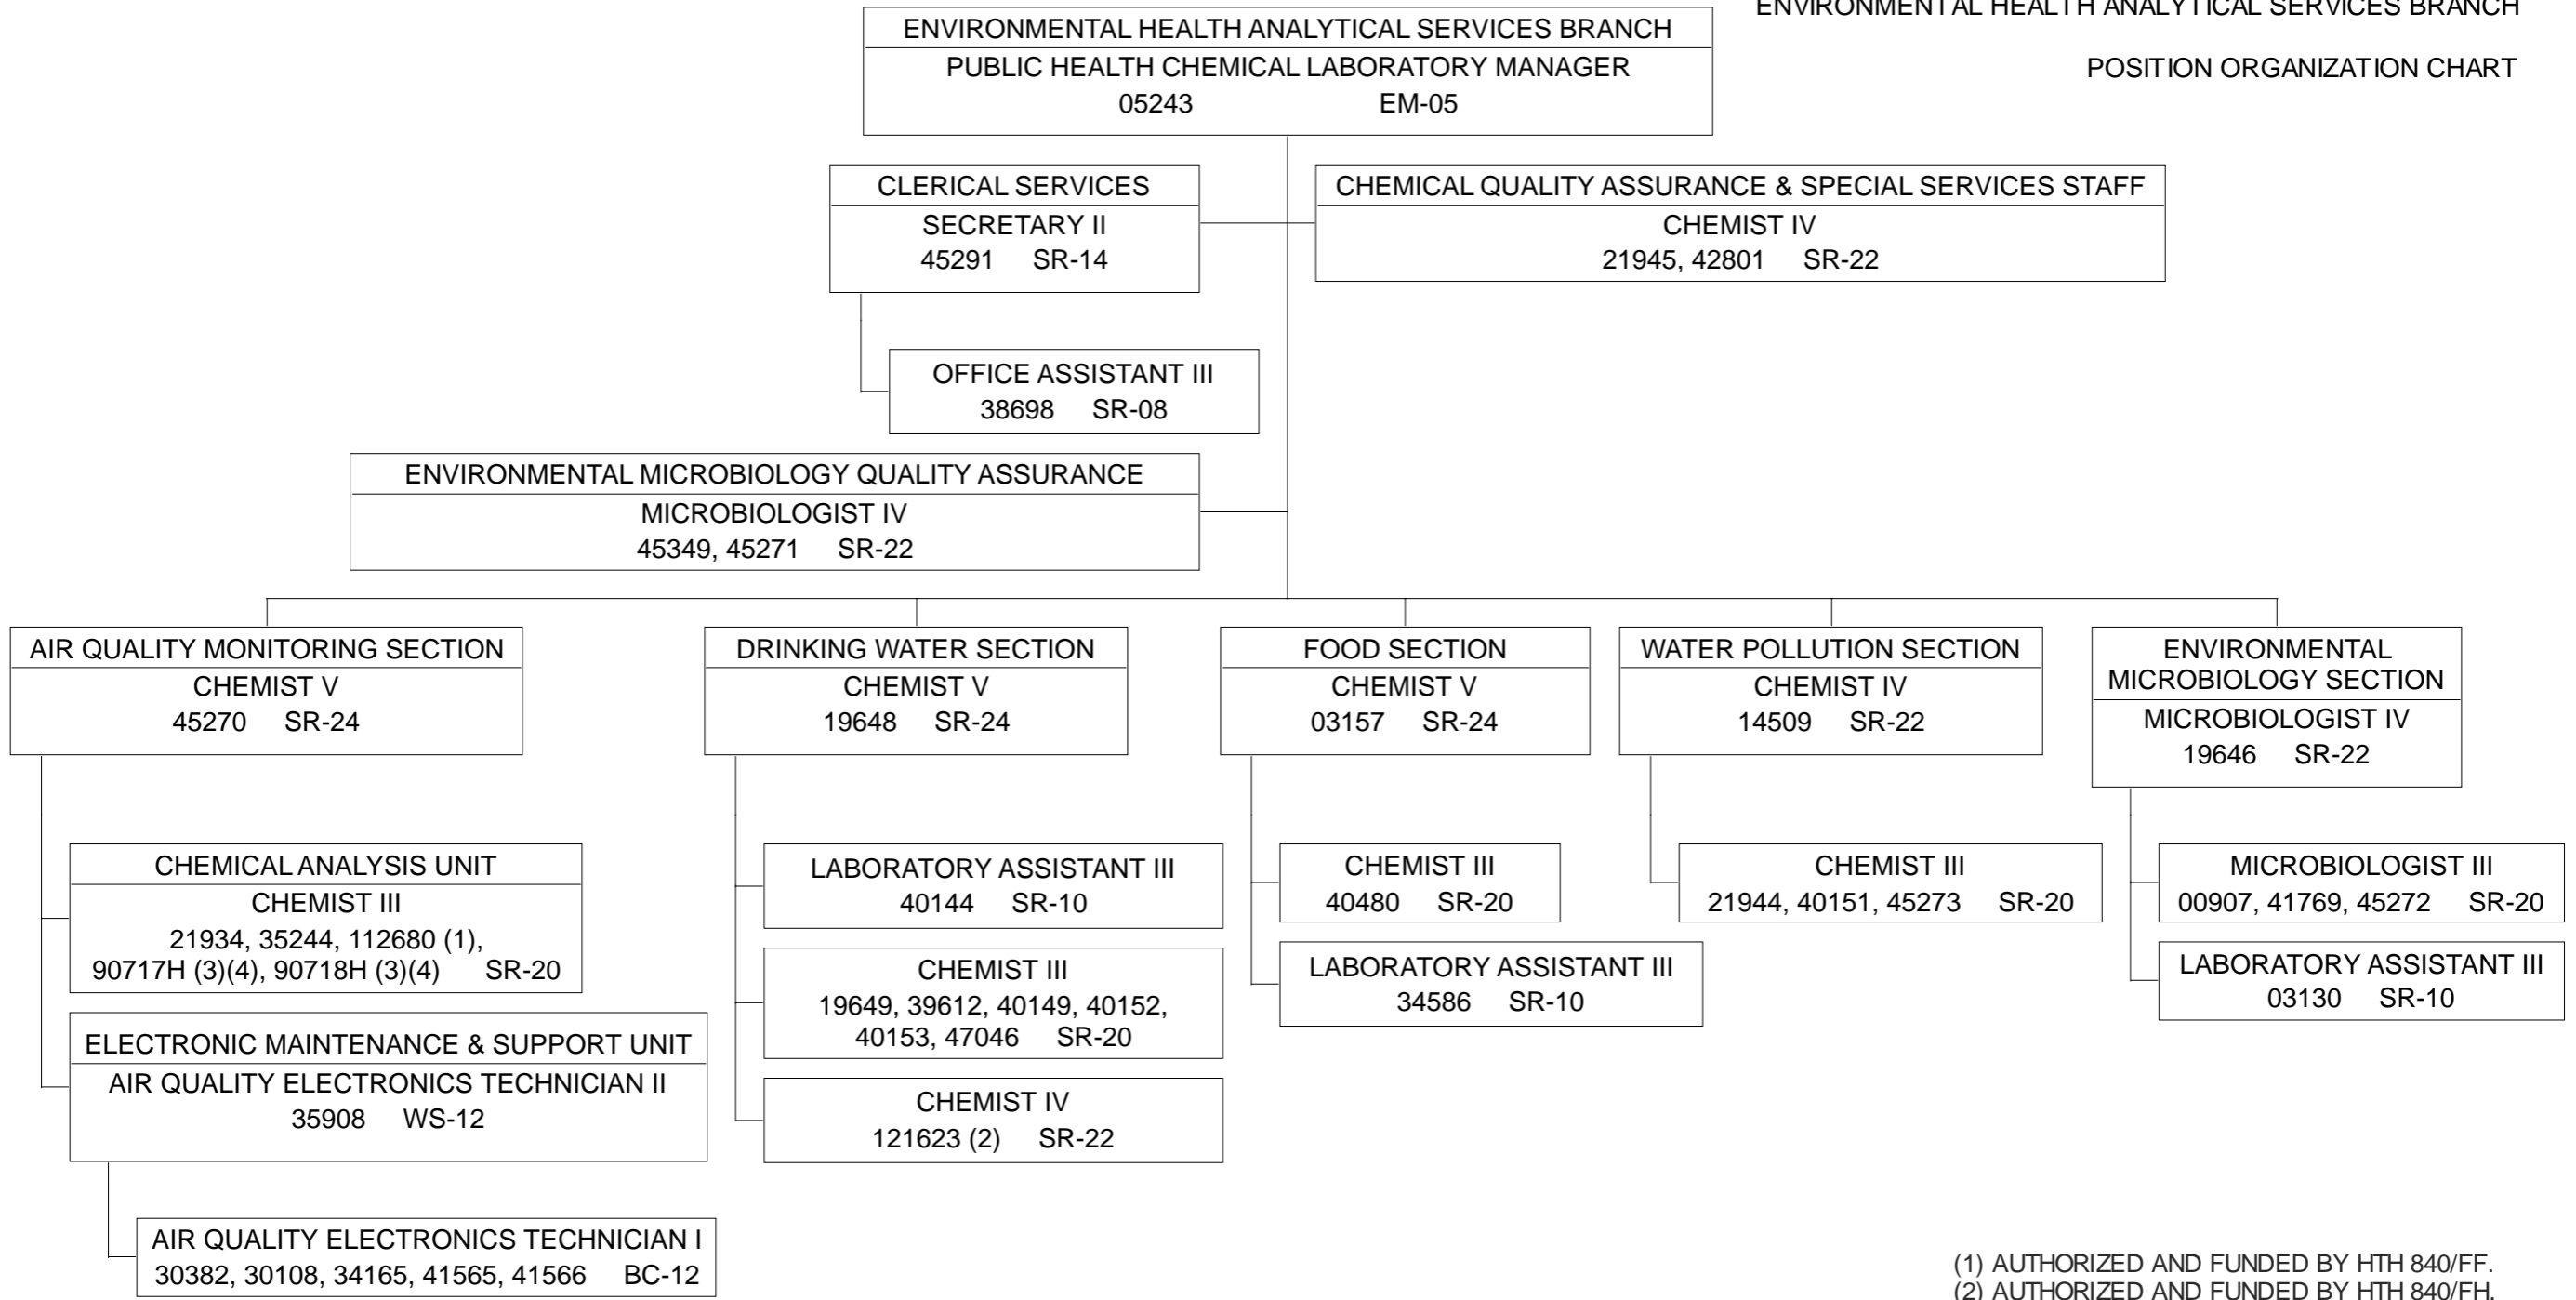 ENVIRONMENTAL HEALTH ANALYTICAL SERVICES BRANCH
POSITION ORGANIZATION CHART
ENVIRONMENTAL HEALTH ANALYTICAL SERVICES BRANCH
PUBLIC HEALTH CHEMICAL LABORATORY MANAGER
05243 EM-05
CLERICAL SERVICES
SECRETARY II
45291 SR-14
CHEMICAL QUALITY ASSURANCE & SPECIAL SERVICES STAFF
CHEMIST IV
21945, 42801 SR-22
OFFICE ASSISTANT III
38698 SR-08
ENVIRONMENTAL MICROBIOLOGY QUALITY ASSURANCE
MICROBIOLOGIST IV
45349, 45271 SR-22
AIR QUALITY MONITORING SECTION
CHEMIST V
45270 SR-24
CHEMICAL ANALYSIS UNIT
CHEMIST III
21934, 35244, 112680 (1),
90717H (3)(4), 90718H (3)(4) SR-20
ELECTRONIC MAINTENANCE & SUPPORT UNIT
AIR QUALITY ELECTRONICS TECHNICIAN II
35908 WS-12
AIR QUALITY ELECTRONICS TECHNICIAN I
30382, 30108, 34165, 41565, 41566 BC-12
DRINKING WATER SECTION
CHEMIST V
19648 SR-24
LABORATORY ASSISTANT III
40144 SR-10
CHEMIST III
19649, 39612, 40149, 40152,
40153, 47046 SR-20
CHEMIST IV
121623 (2) SR-22
FOOD SECTION
CHEMIST V
03157 SR-24
CHEMIST III
40480 SR-20
LABORATORY ASSISTANT III
34586 SR-10
WATER POLLUTION SECTION
CHEMIST IV
14509 SR-22
CHEMIST III
21944, 40151, 45273 SR-20
ENVIRONMENTAL
MICROBIOLOGY SECTION
MICROBIOLOGIST IV
19646 SR-22
MICROBIOLOGIST III
00907, 41769, 45272 SR-20
LABORATORY ASSISTANT III
03130 SR-10
(1) AUTHORIZED AND FUNDED BY HTH 840/FF.
(2) AUTHORIZED AND FUNDED BY HTH 840/FH.